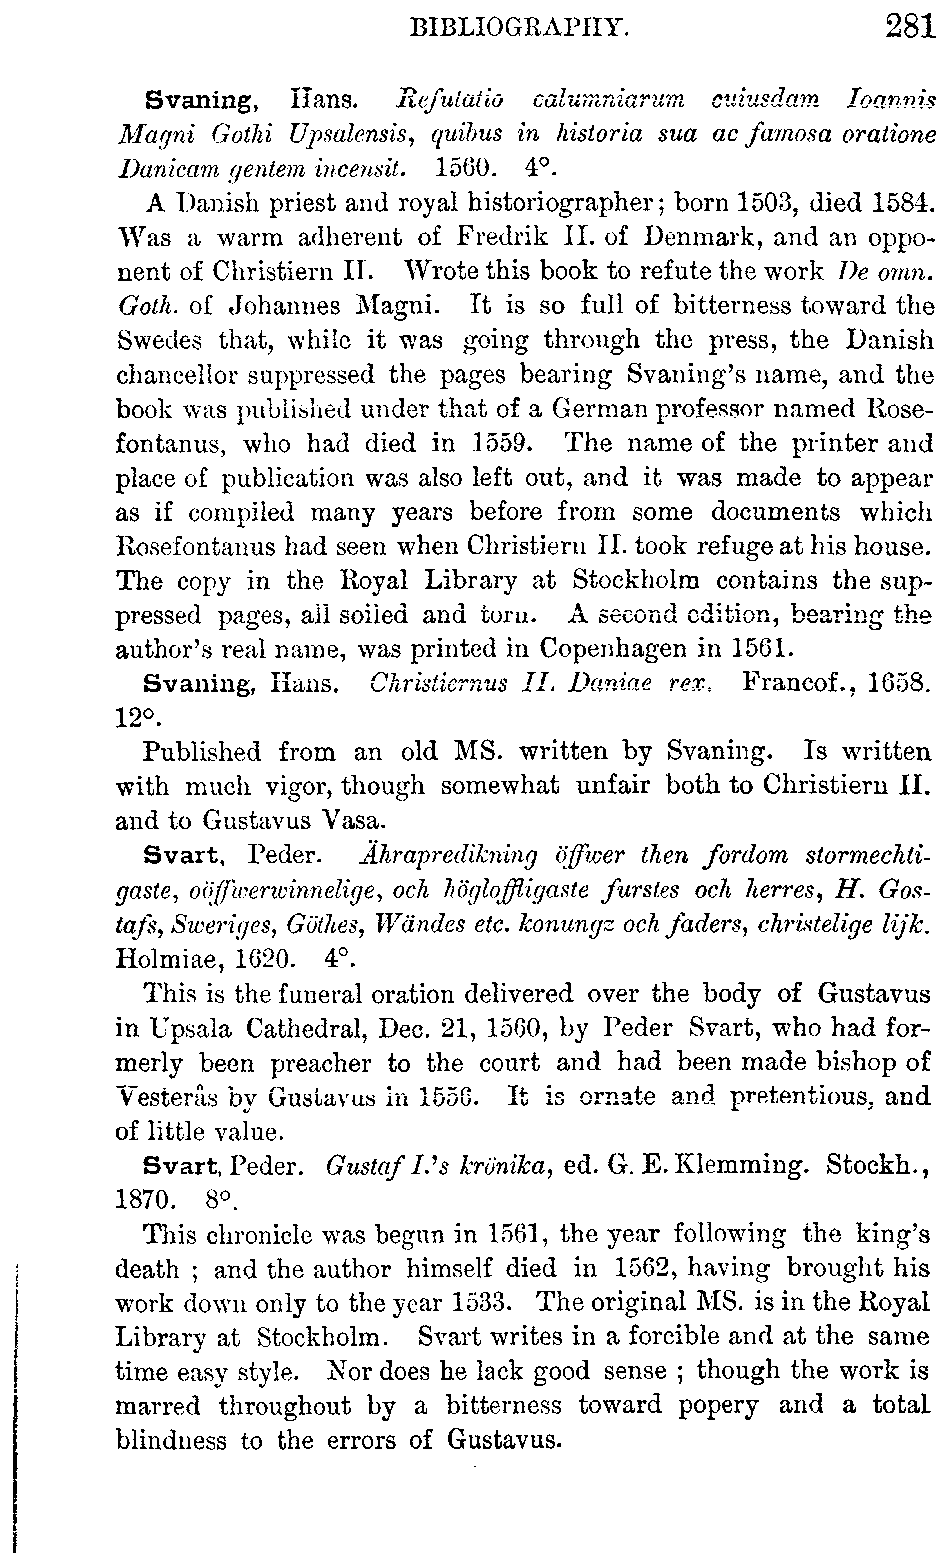 BIBLIOGRAPHY. 281
Svaning, Hans. Refutatio calumniarum cuiusdam Ioannis
Magni Gothi Upsalensis, quibus in historia sua ac famosa oratione
Danicam gentem incensit. 1560. 4°.
A Danish priest and royal historiographer; born 1503, died 1584.
Was a warm adherent of Fredrik II. of Denmark, and an oppo-
nent of Christiern II. Wrote this book to refute the work De omn.
Goth. of Johannes Magni. It is so full of bitterness toward the
Swedes that, while it was going through the press, the Danish
chancellor suppressed the pages bearing Svaning's name, and the
book was published under that of a German professor named Rose-
fontanus, who had died in 1559. The name of the printer and
place of publication was also left out, and it was made to appear
as if compiled many years before from some documents which
Rosefontanus had seen when Christiern II. took refuge at his house.
The copy in the Royal Library at Stockholm contains the sup-
pressed pages, all soiled and torn. A second edition, bearing the
author's real name, was printed in Copenhagen in 1561.
Svaning, Hans. Christiernus II. Daniae rex. Francof., 1658.
12°.
Published from an old MS. written by Svaning. Is written
with much vigor, though somewhat unfair both to Christiern II.
and to Gustavus Vasa.
Svart, Peder. Ährapredikning öffwer then fordom stormechti-
gaste, oöffwerwinnelige, och högloffligaste furstes och herres, H. Gos-
tafs, Sweriges, Göthes, Wändes etc. konungz och faders, christelige lijk.
Holmiae, 1620. 4°.
This is the funeral oration delivered over the body of Gustavus
in Upsala Cathedral, Dec. 21, 1560, by Peder Svart, who had for-
merly been preacher to the court and had been made bishop of
Vesterås by Gustavus in 1556. It is ornate and pretentious, and
of little value.
Svart, Peder. Gustaf I.'s krönika, ed. G. E. Klemming. Stockh.,
1870. 8°.
This chronicle was begun in 1561, the year following the king's
death ; and the author himself died in 1562, having brought his
work down only to the year 1533. The original MS. is in the Royal
Library at Stockholm. Svart writes in a forcible and at the same
time easy style. Nor does he lack good sense ; though the work is
marred throughout by a bitterness toward popery and a total
blindness to the errors of Gustavus.